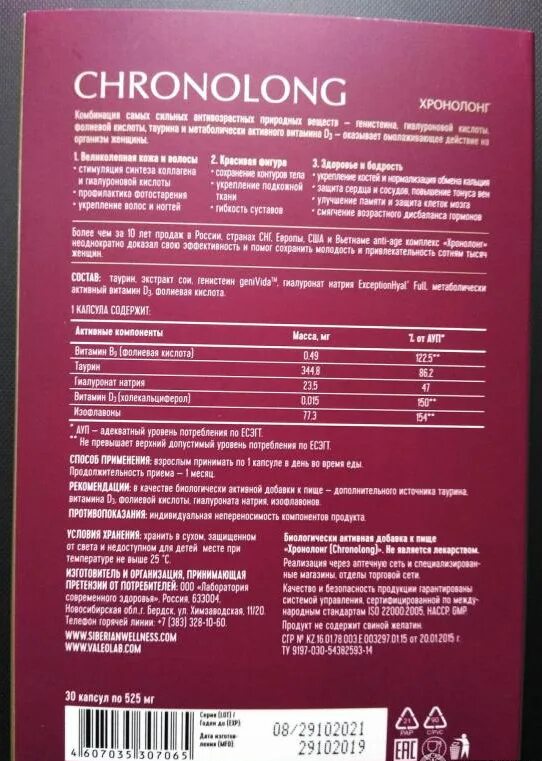 CHRONOLONG
ХРОНОЛОНГ
Комбинация самых сильных антивозрастных природных веществ – генистеина, гиалуроновой кислоты,
фолиевой кислоты, таурина и метаболически активного витамина D₃ – оказывает омолаживающее действие на
организм женщины.
1. Великолепная кожа и волосы
• стимуляция синтеза коллагена
и гиалуроновой кислоты
• профилактика фотостарения
• укрепление волос и ногтей
2. Красивая фигура
• сохранение контуров тела
• укрепление подкожной
ткани
• гибкость суставов
3. Здоровье и бодрость
• укрепление костей и нормализация обмена кальция
• защита сердца и сосудов, повышение тонуса вен
• улучшение памяти и защита клеток мозга
• смягчение возрастного дисбаланса гормонов
Более чем за 10 лет продаж в России, странах СНГ, Европы, США и Вьетнаме anti-age комплекс «Хронолонг»
неоднократно доказал свою эффективность и помог сохранить молодость и привлекательность сотням тысяч
женщин.
СОСТАВ: таурин, экстракт сои, генистеин geniVida™, гиалуронат натрия ExceptionHyal® Full, метаболически
активный витамин D₃, фолиевая кислота.
1 КАПСУЛА СОДЕРЖИТ:
Активные компоненты Масса, мг % от АУП*
Витамин В₉ (фолиевая кислота) 0,49 122,5**
Таурин 344,8 86,2
Гиалуронат натрия 23,5 47
Витамин D₃ (холекальциферол) 0,015 150**
Изофлавоны 77,3 154**
* АУП – адекватный уровень потребления по ЕСЭГТ.
** Не превышает верхний допустимый уровень потребления по ЕСЭГТ.
СПОСОБ ПРИМЕНЕНИЯ: взрослым принимать по 1 капсуле в день во время еды.
Продолжительность приема – 1 месяц.
РЕКОМЕНДАЦИИ: в качестве биологически активной добавки к пище – дополнительного источника таурина,
витамина D₃, фолиевой кислоты, гиалуроната натрия, изофлавонов.
ПРОТИВОПОКАЗАНИЯ: индивидуальная непереносимость компонентов продукта.
УСЛОВИЯ ХРАНЕНИЯ: хранить в сухом, защищенном
от света и недоступном для детей месте при
температуре не выше 25 °С.
ИЗГОТОВИТЕЛЬ И ОРГАНИЗАЦИЯ, ПРИНИМАЮЩАЯ
ПРЕТЕНЗИИ ОТ ПОТРЕБИТЕЛЕЙ: ООО «Лаборатория
современного здоровья», Россия, 633004,
Новосибирская обл., г. Бердск, ул. Химзаводская, 11/20.
Телефон горячей линии: +7 (383) 328-10-60.
WWW.SIBERIANWELLNESS.COM
WWW.VALEOLAB.COM
Биологически активная добавка к пище
«Хронолонг (Chronolong)». Не является лекарством.
Реализация через аптечную сеть и специализирован-
ные магазины, отделы торговой сети.
Качество и безопасность продукции гарантированы
системой управления, сертифицированной по между-
народным стандартам ISO 22000:2005, HACCP, GMP.
Продукт не содержит свиной желатин.
СГР № KZ.16.01.78.003.Е.003297.01.15 от 20.01.2015 г.
ТУ 9197-030-54382593-14
30 капсул по 525 мг
4607035307065
Серия (LOT) /
Годен до (EXP):
Дата изготов-
ления (MFD):
08/29102021
29102019
21
PAP
90
C/PVC
EAC